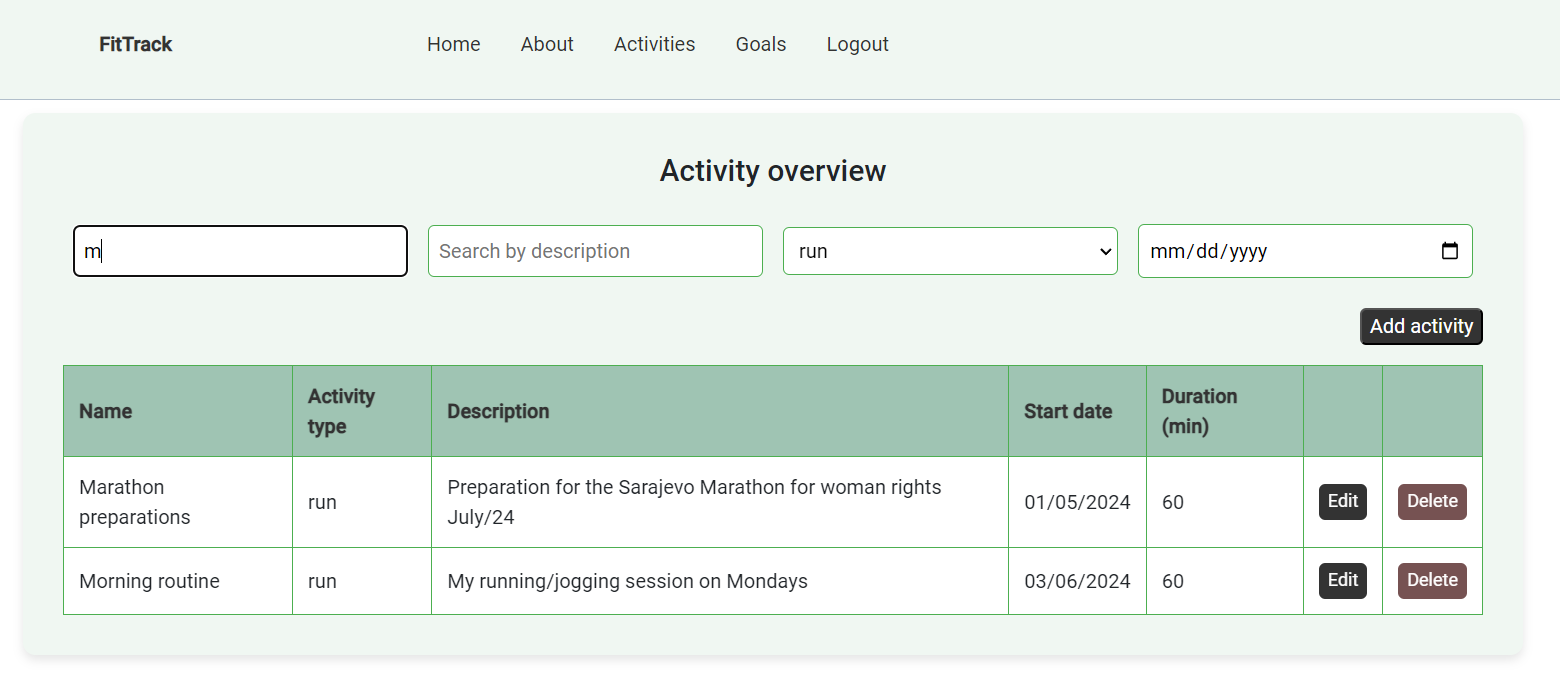 FitTrack Home About Activities Goals Logout
Activity overview
m Search by description run mm/dd/yyyy
Add activity
Name Activity type Description Start date Duration (min)
Marathon preparations run Preparation for the Sarajevo Marathon for woman rights July/24 01/05/2024 60 Edit Delete
Morning routine run My running/jogging session on Mondays 03/06/2024 60 Edit Delete